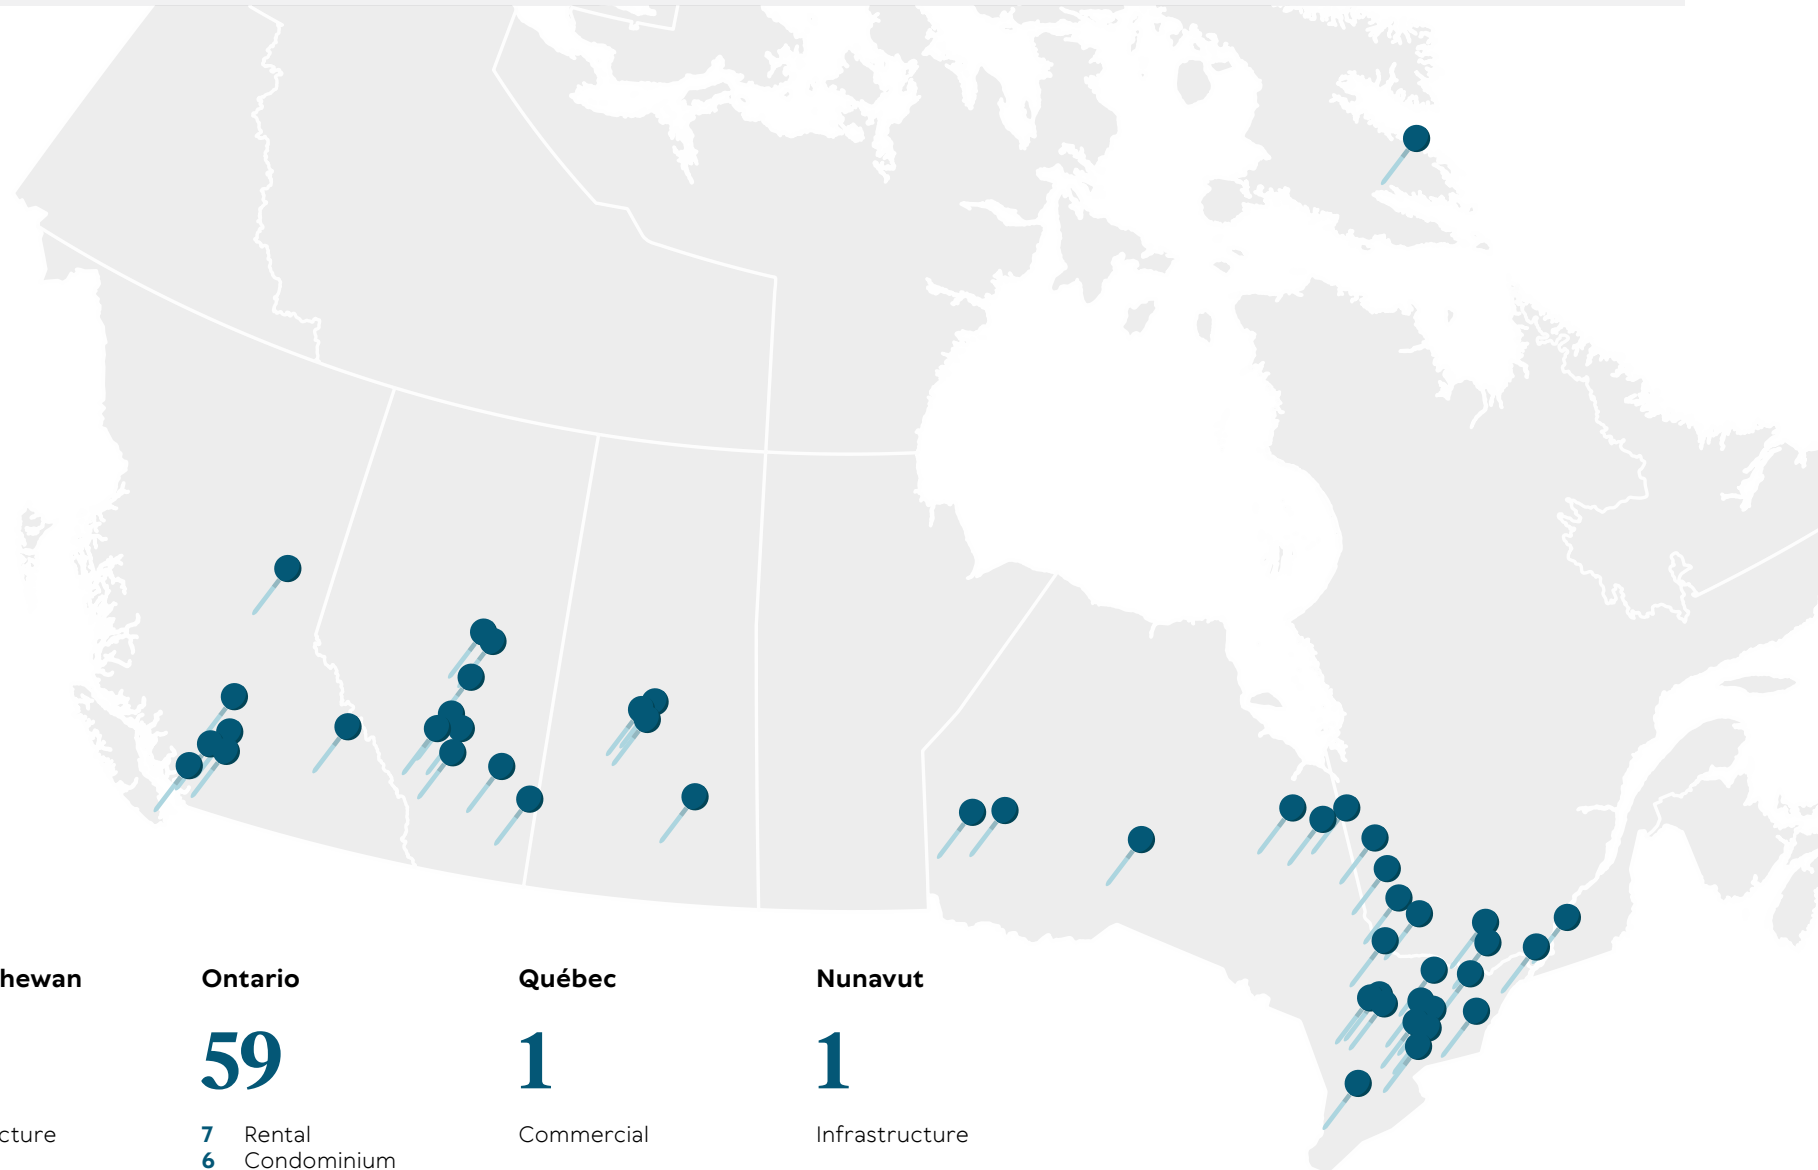 hewan
cture
Ontario
59
7 Rental
6 Condominium
Québec
1
Commercial
Nunavut
1
Infrastructure